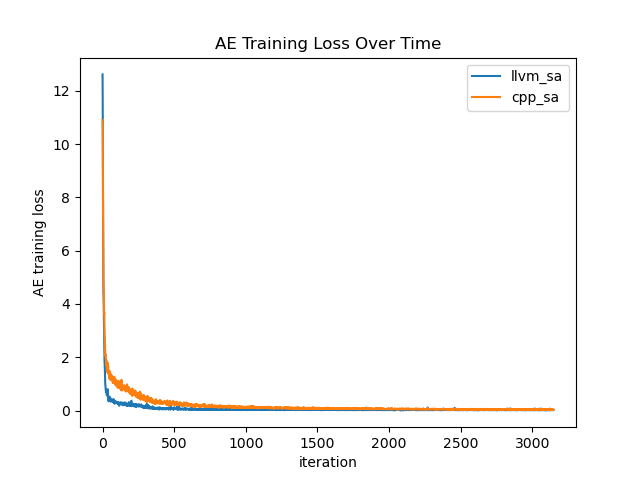 AE Training Loss Over Time
llvm_sa
cpp_sa
12
10
8
6
4
2
0
AE training loss
0 500 1000 1500 2000 2500 3000
iteration